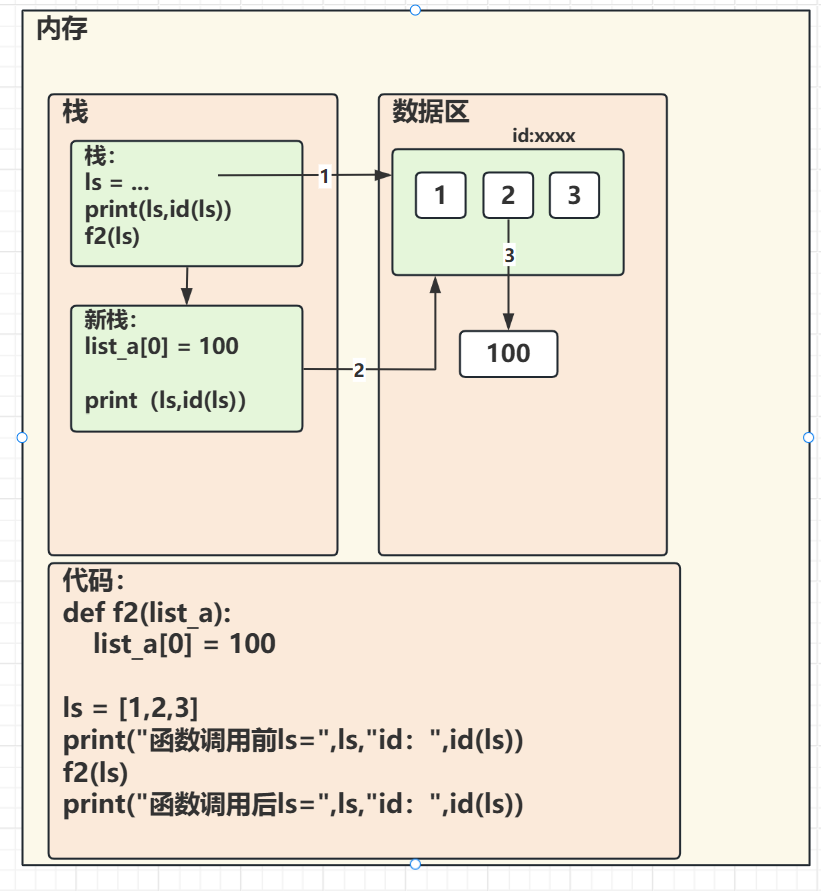 内存
栈
栈：
ls = ...
print(ls,id(ls))
f2(ls)
1
新栈：
list_a[0] = 100
print（ls,id(ls)）
2
数据区
id:xxxx
1 2 3
3
100
代码：
def f2(list_a):
    list_a[0] = 100
ls = [1,2,3]
print("函数调用前ls=",ls,"id：",id(ls))
f2(ls)
print("函数调用后ls=",ls,"id：",id(ls))